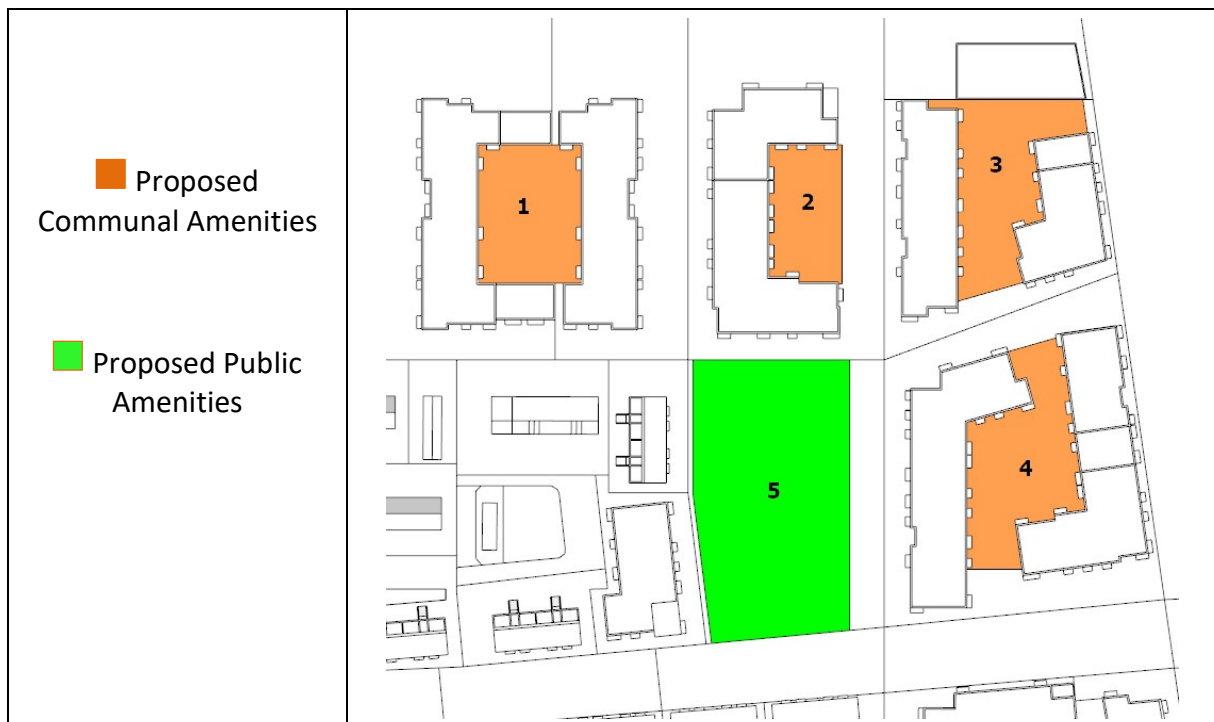 Proposed
Communal Amenities
Proposed Public
Amenities
1
2
3
4
5